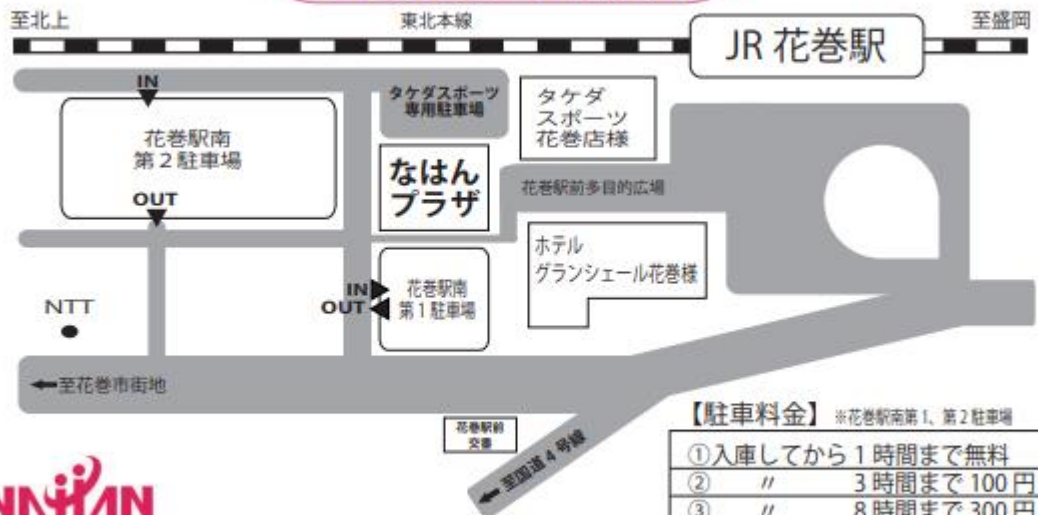 至北上
東北本線
至盛岡
JR 花巻駅
IN
花巻駅南
第2駐車場
OUT
タケダスポーツ
専用駐車場
タケダ
スポーツ
花巻店様
なはん
プラザ
花巻駅前多目的広場
ホテル
グランシェール花巻様
IN
OUT
花巻駅南
第1駐車場
NTT
←至花巻市街地
花巻駅前
交番
←至国道4号線
【駐車料金】 ※花巻駅南第1、第2駐車場
①入庫してから1時間まで無料
② 〃 3時間まで100円
③ 〃 8時間まで300円